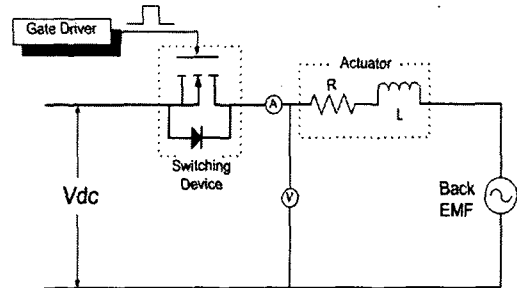 Gate Driver
Actuator
R
A
L
Switching
Device
V
Vdc
Back
EMF